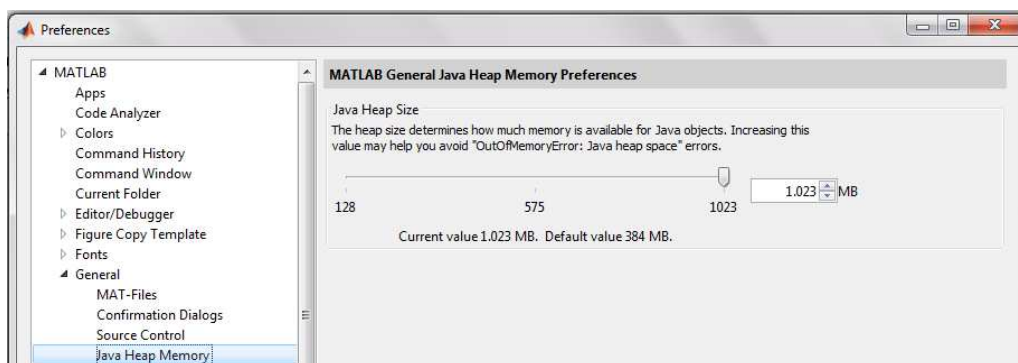 Preferences
MATLAB
Apps
Code Analyzer
Colors
Command History
Command Window
Current Folder
Editor/Debugger
Figure Copy Template
Fonts
General
MAT-Files
Confirmation Dialogs
Source Control
Java Heap Memory
MATLAB General Java Heap Memory Preferences
Java Heap Size
The heap size determines how much memory is available for Java objects. Increasing this
value may help you avoid "OutOfMemoryError: Java heap space" errors.
1.023 MB
128 575 1023
Current value 1.023 MB. Default value 384 MB.